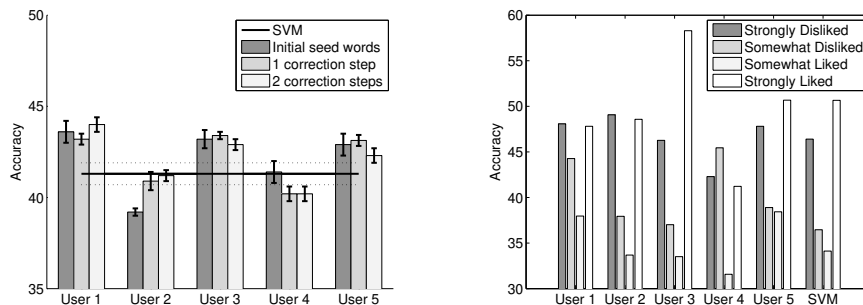 50
45
40
35
Accuracy
SVM
Initial seed words
1 correction step
2 correction steps
User 1 User 2 User 3 User 4 User 5
60
55
50
45
40
35
30
Accuracy
Strongly Disliked
Somewhat Disliked
Somewhat Liked
Strongly Liked
User 1 User 2 User 3 User 4 User 5 SVM